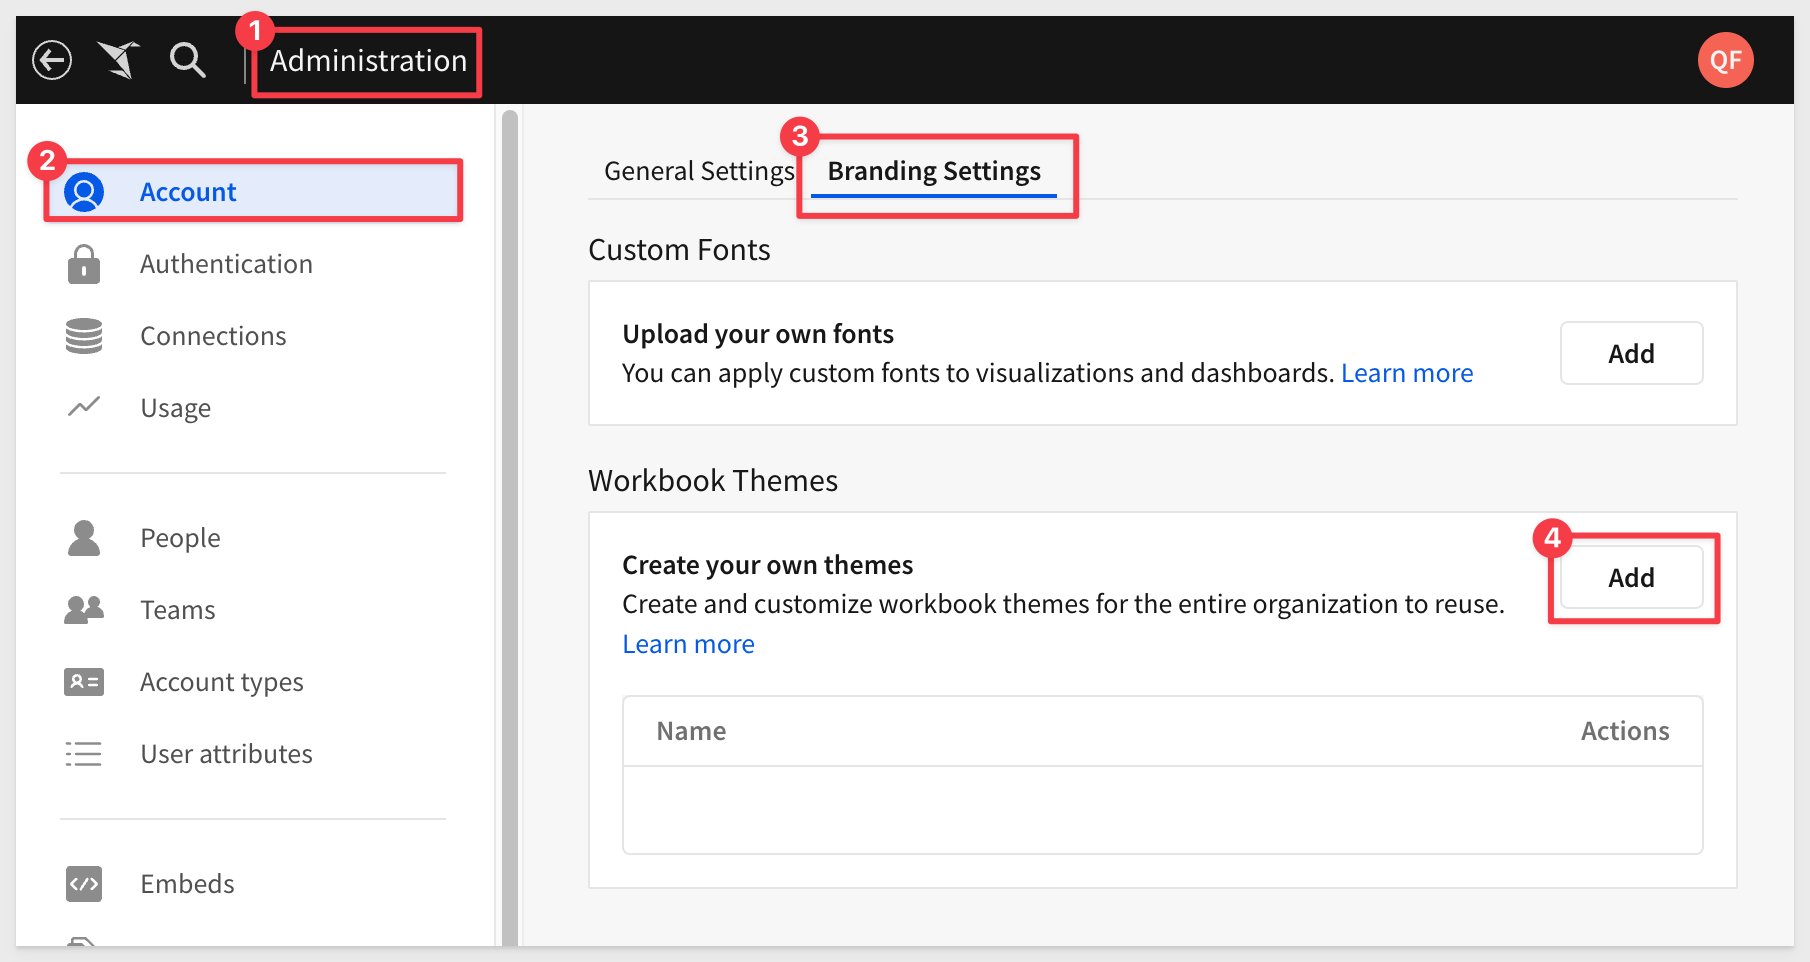 1
Administration
QF
2
Account
Authentication
Connections
Usage
People
Teams
Account types
User attributes
Embeds
General Settings
3
Branding Settings
Custom Fonts
Upload your own fonts
You can apply custom fonts to visualizations and dashboards. Learn more
Add
Workbook Themes
Create your own themes
Create and customize workbook themes for the entire organization to reuse.
Learn more
4
Add
Name Actions